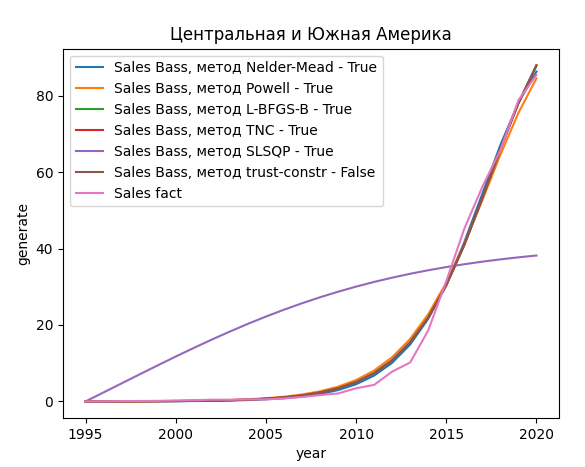 Центральная и Южная Америка
Sales Bass, метод Nelder-Mead - True
Sales Bass, метод Powell - True
Sales Bass, метод L-BFGS-B - True
Sales Bass, метод TNC - True
Sales Bass, метод SLSQP - True
Sales Bass, метод trust-constr - False
Sales fact
generate
80
60
40
20
0
1995 2000 2005 2010 2015 2020
year